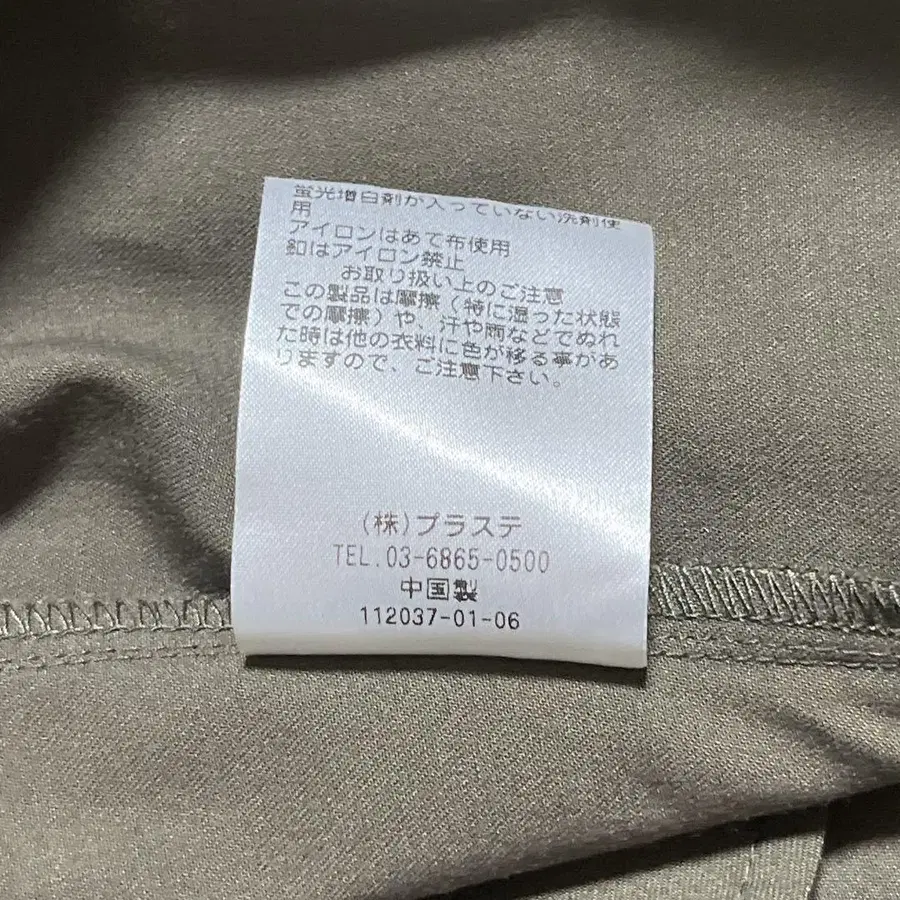 蛍光増白剤が入っていない洗剤使
用
アイロンはあて布使用
釦はアイロン禁止
お取り扱い上のご注意
この製品は摩擦（特に湿った状態
での摩擦）や、汗や雨などでぬれ
た時は他の衣料に色が移る事があ
りますので、ご注意下さい。
(株)プラステ
TEL.03-6865-0500
中国製
112037-01-06